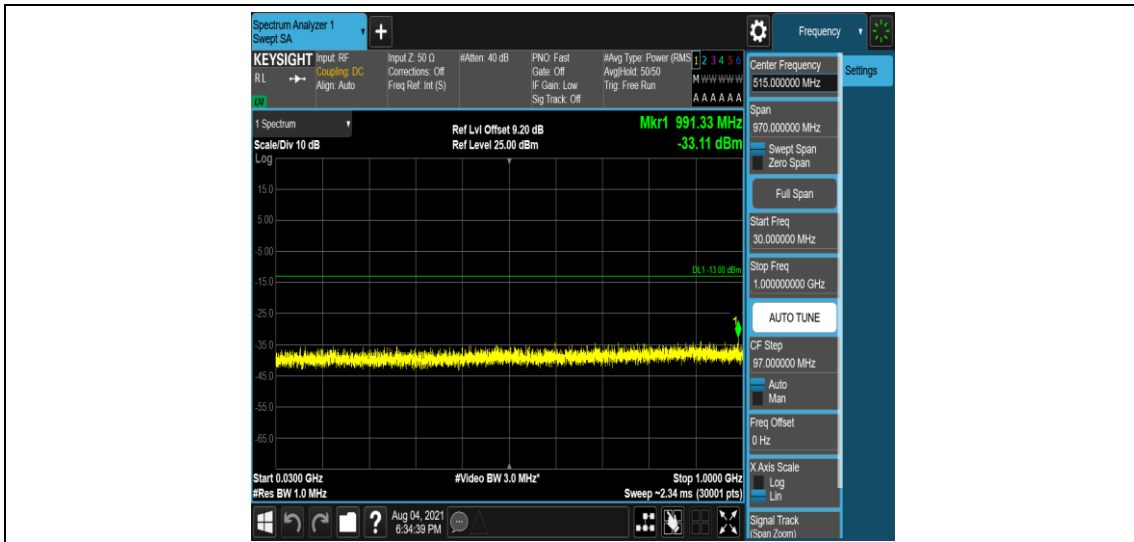 Spectrum Analyzer 1
Swept SA
+
Frequency
KEYSIGHT
RL
LM
Input: RF
Coupling: DC
Align: Auto
Input Z: 50 Ω
Corrections: Off
Freq Ref: Int (S)
#Atten: 40 dB
PNO: Fast
Gate: Off
IF Gain: Low
Sig Track: Off
#Avg Type: Power (RMS
Avg|Hold: 50/50
Trig: Free Run
1 2 3 4 5 6
M W W W W W
A A A A A A
1 Spectrum
Scale/Div 10 dB
Ref Lvl Offset 9.20 dB
Ref Level 25.00 dBm
Mkr1 991.33 MHz
-33.11 dBm
Log
15.0
5.00
-5.00
-15.0
-25.0
-35.0
-45.0
-55.0
-65.0
DL1 -13.00 dBm
1
Start 0.0300 GHz
#Res BW 1.0 MHz
#Video BW 3.0 MHz*
Stop 1.0000 GHz
Sweep ~2.34 ms (30001 pts)
?
Aug 04, 2021
6:34:39 PM
Center Frequency
515.000000 MHz
Settings
Span
970.000000 MHz
Swept Span
Zero Span
Full Span
Start Freq
30.000000 MHz
Stop Freq
1.000000000 GHz
AUTO TUNE
CF Step
97.000000 MHz
Auto
Man
Freq Offset
0 Hz
X Axis Scale
Log
Lin
Signal Track
(Span Zoom)